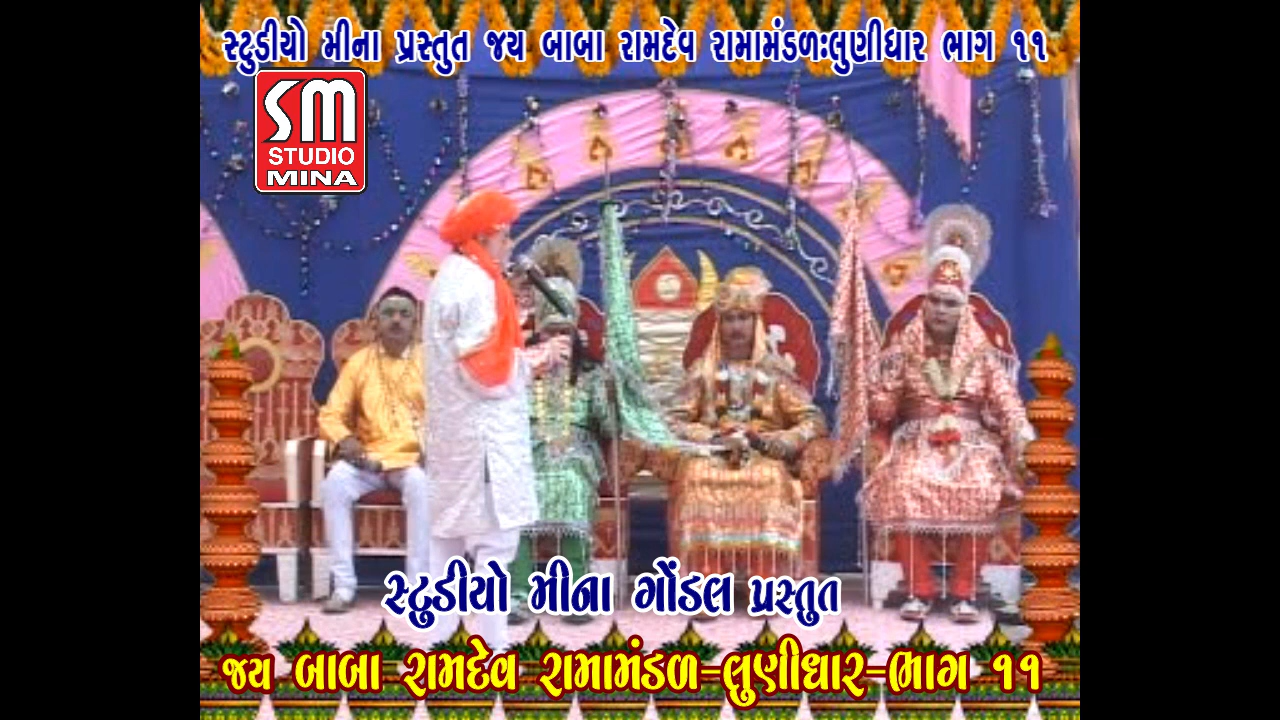 સ્ટુડીયો મીના પ્રસ્તુત જય બાબા રામદેવ રામામંડળઃલુણીધાર ભાગ ૧૧
SM
STUDIO
MINA
સ્ટુડીયો મીના ગોંડલ પ્રસ્તુત
જય બાબા રામદેવ રામામંડળ-લુણીધાર-ભાગ ૧૧